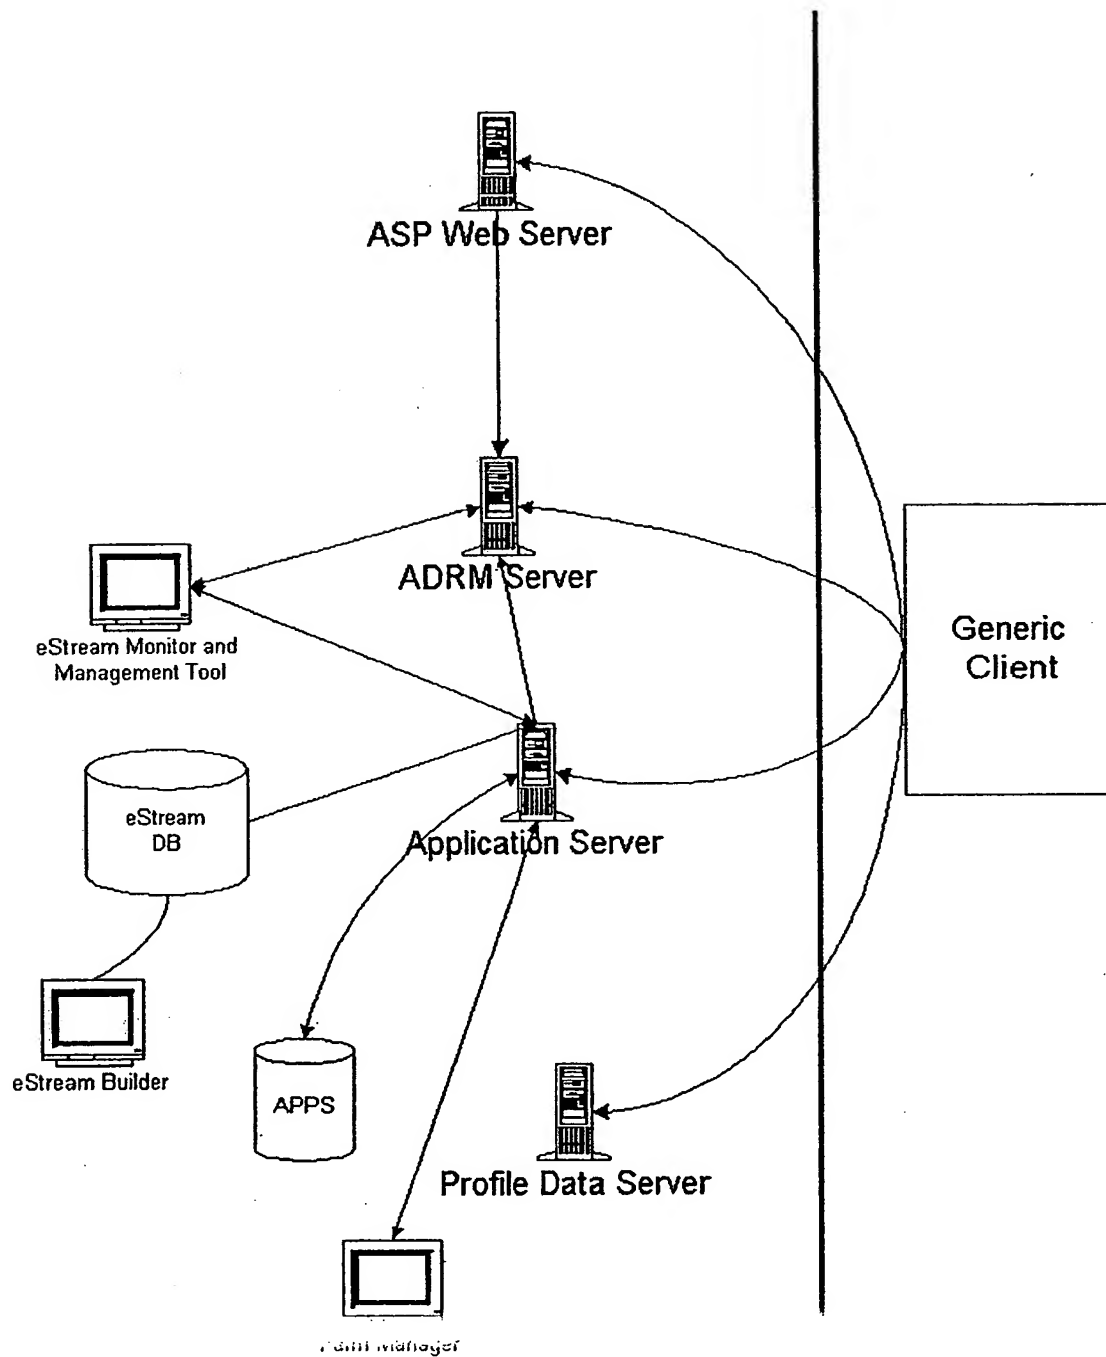 ASP Web Server
ADRM Server
eStream Monitor and
Management Tool
Generic
Client
eStream
DB
Application Server
eStream Builder
APPS
Profile Data Server
Manager